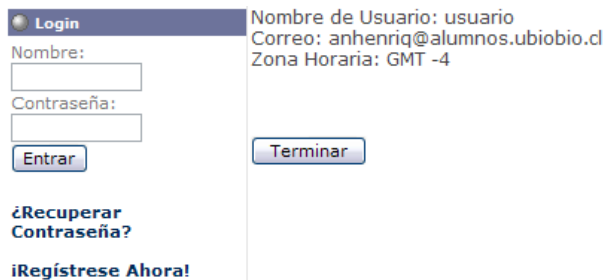 Login
Nombre:
Contraseña:
Entrar
¿Recuperar
Contraseña?
¡Regístrese Ahora!
Nombre de Usuario: usuario
Correo: anhenriq@alumnos.ubiobio.cl
Zona Horaria: GMT -4
Terminar